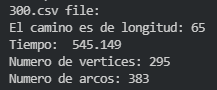 300.csv file:
El camino es de longitud: 65
Tiempo:  545.149
Numero de vertices: 295
Numero de arcos: 383